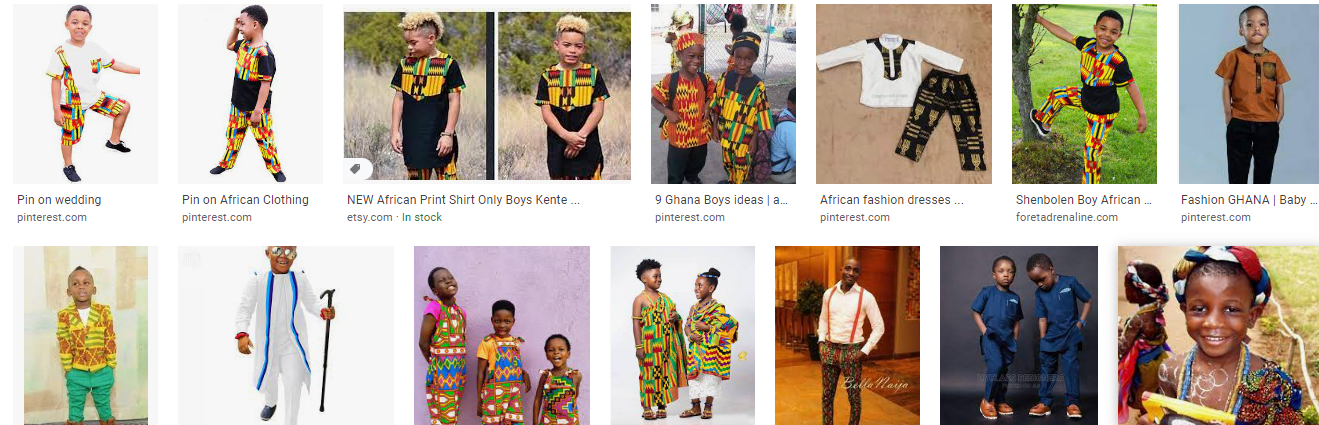 Pin on wedding
pinterest.com
Pin on African Clothing
pinterest.com
NEW African Print Shirt Only Boys Kente ...
etsy.com · In stock
9 Ghana Boys ideas | a...
pinterest.com
African fashion dresses ...
pinterest.com
Shenbolen Boy African ...
foretadrenaline.com
Fashion GHANA | Baby ...
pinterest.com
BellaNaija